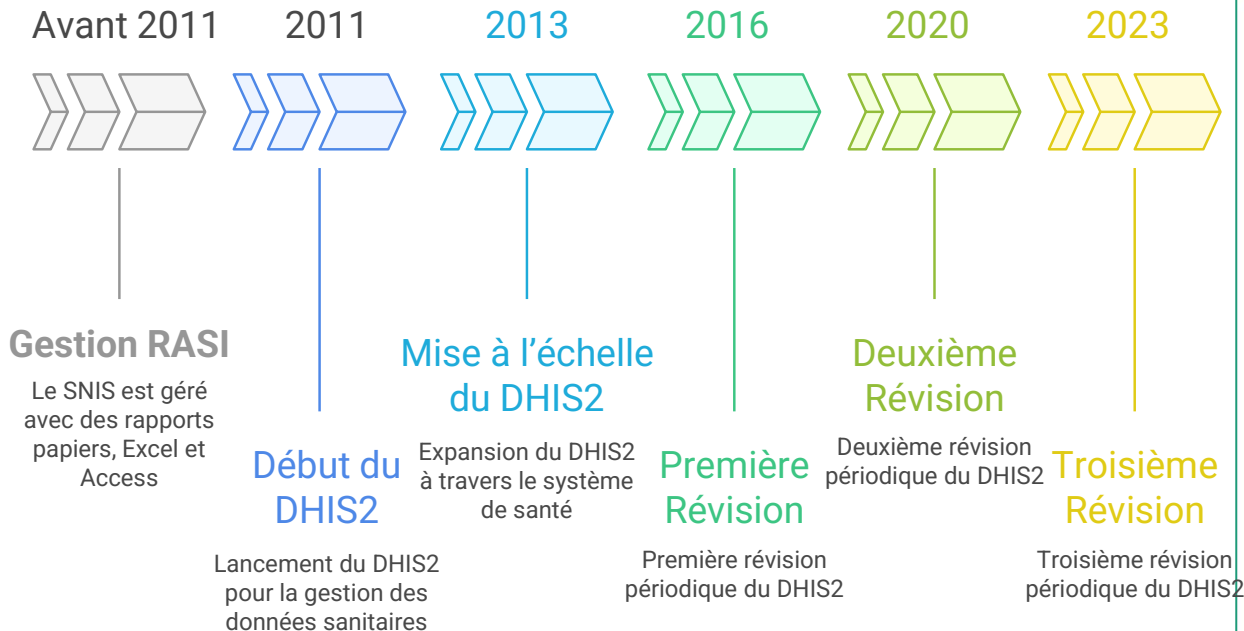 Avant 2011
2011
2013
2016
2020
2023
Gestion RASI
Le SNIS est géré
avec des rapports
papiers, Excel et
Access
Début du
DHIS2
Lancement du DHIS2
pour la gestion des
données sanitaires
Mise à l’échelle
du DHIS2
Expansion du DHIS2
à travers le système
de santé
Première
Révision
Première révision
périodique du DHIS2
Deuxième
Révision
Deuxième révision
périodique du DHIS2
Troisième
Révision
Troisième révision
périodique du DHIS2